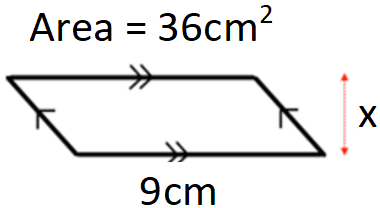 Area = 36cm²
x
9cm